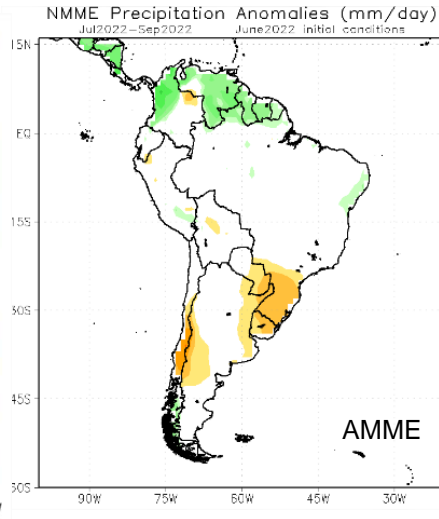 NMME Precipitation Anomalies (mm/day)
Jul2022-Sep2022 June2022 initial conditions
15N
EQ
15S
30S
45S
60S
AMME
90W 75W 60W 45W 30W